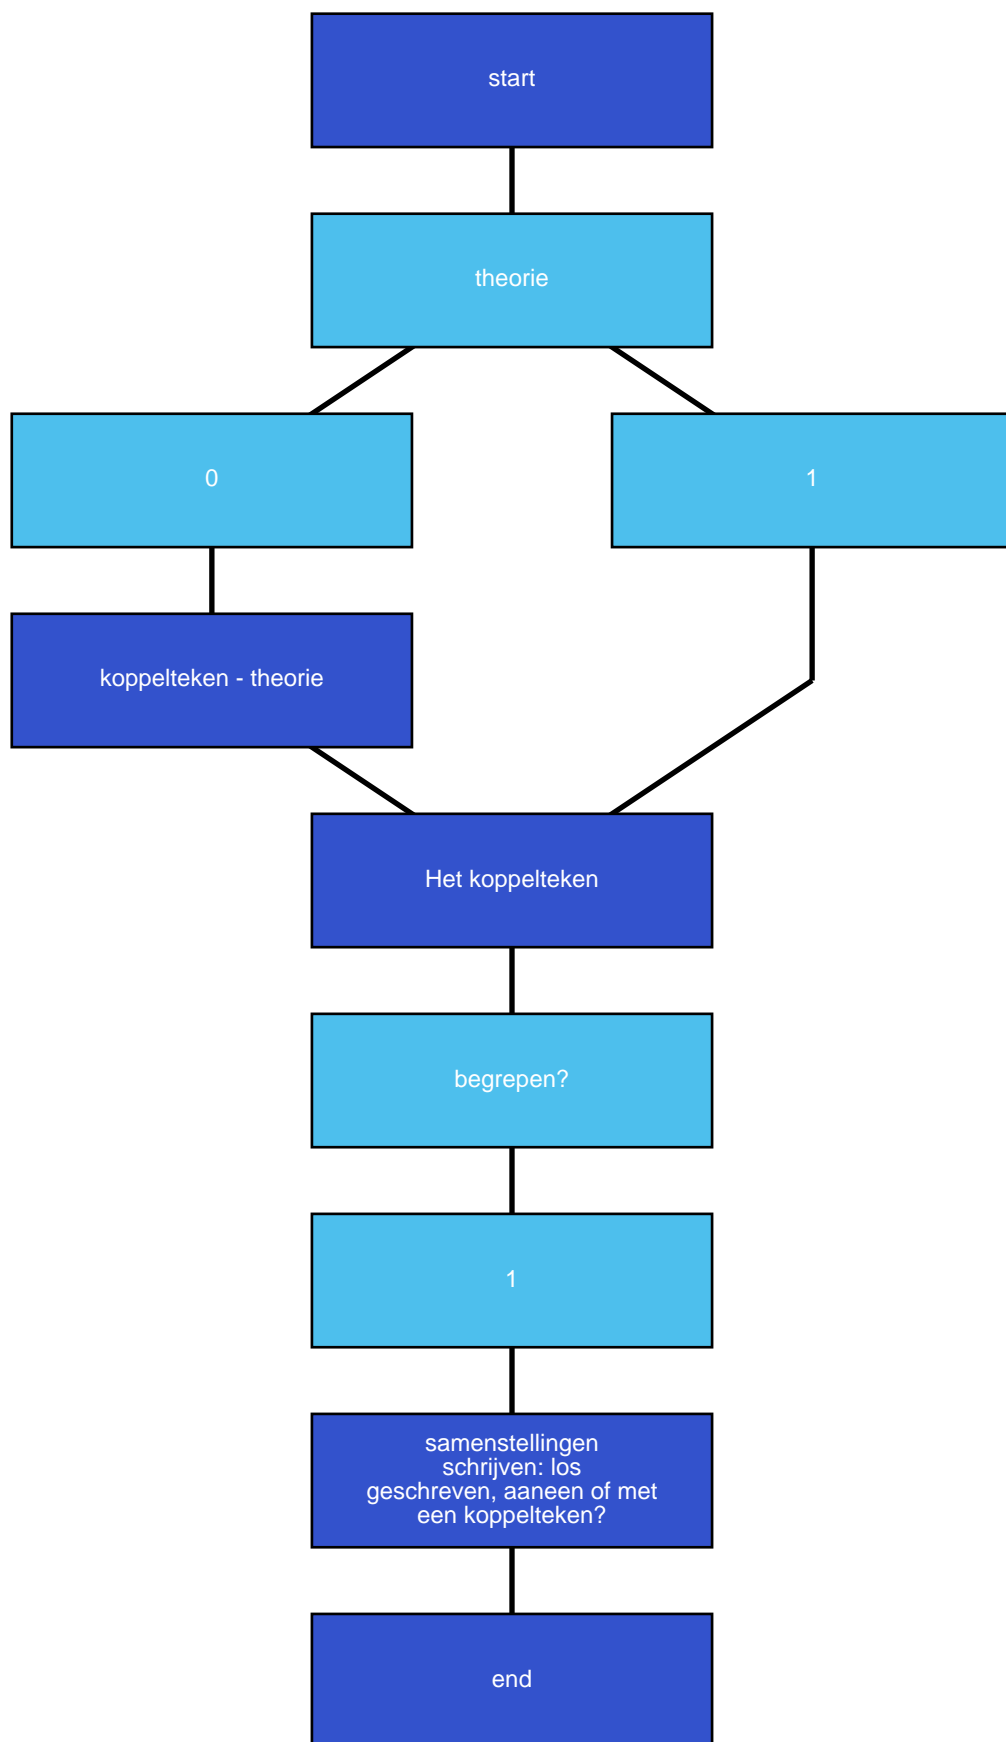 start
theorie
0
1
koppelteken - theorie
Het koppelteken
begrepen?
1
samenstellingen
schrijven: los
geschreven, aaneen of met
een koppelteken?
end